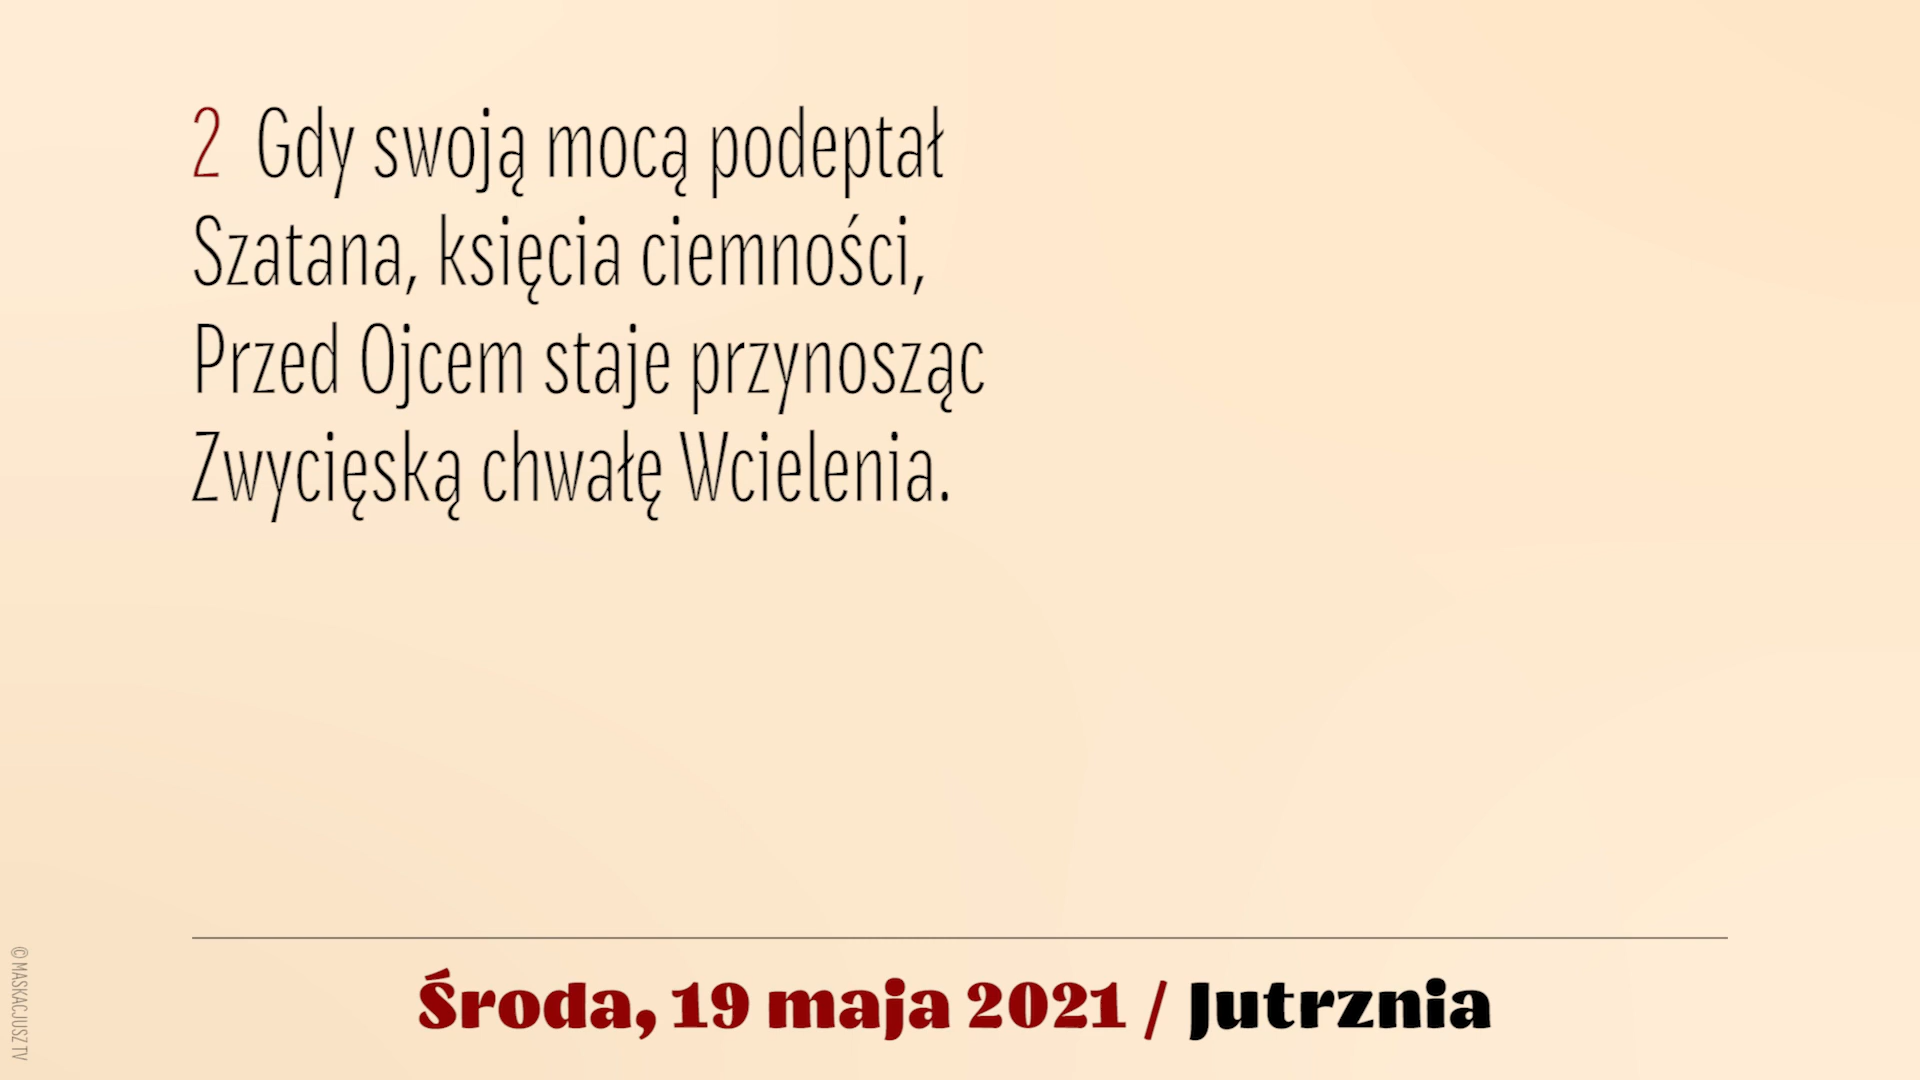 2 Gdy swoją mocą podeptał
Szatana, księcia ciemności,
Przed Ojcem staje przynosząc
Zwycięską chwałę Wcielenia.
Środa, 19 maja 2021 / Jutrznia
© MASKACJUSZ TV